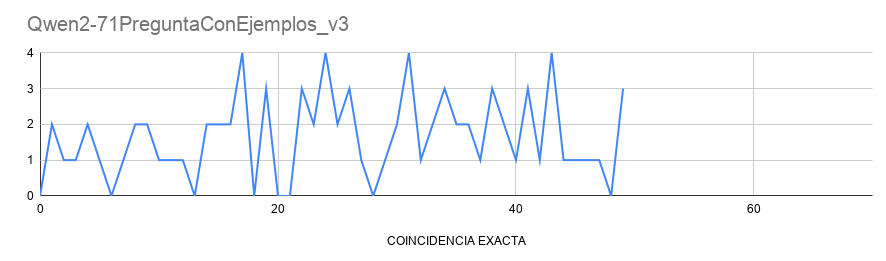 Qwen2-71PreguntaConEjemplos_v3
4
3
2
1
0
0 20 40 60
COINCIDENCIA EXACTA